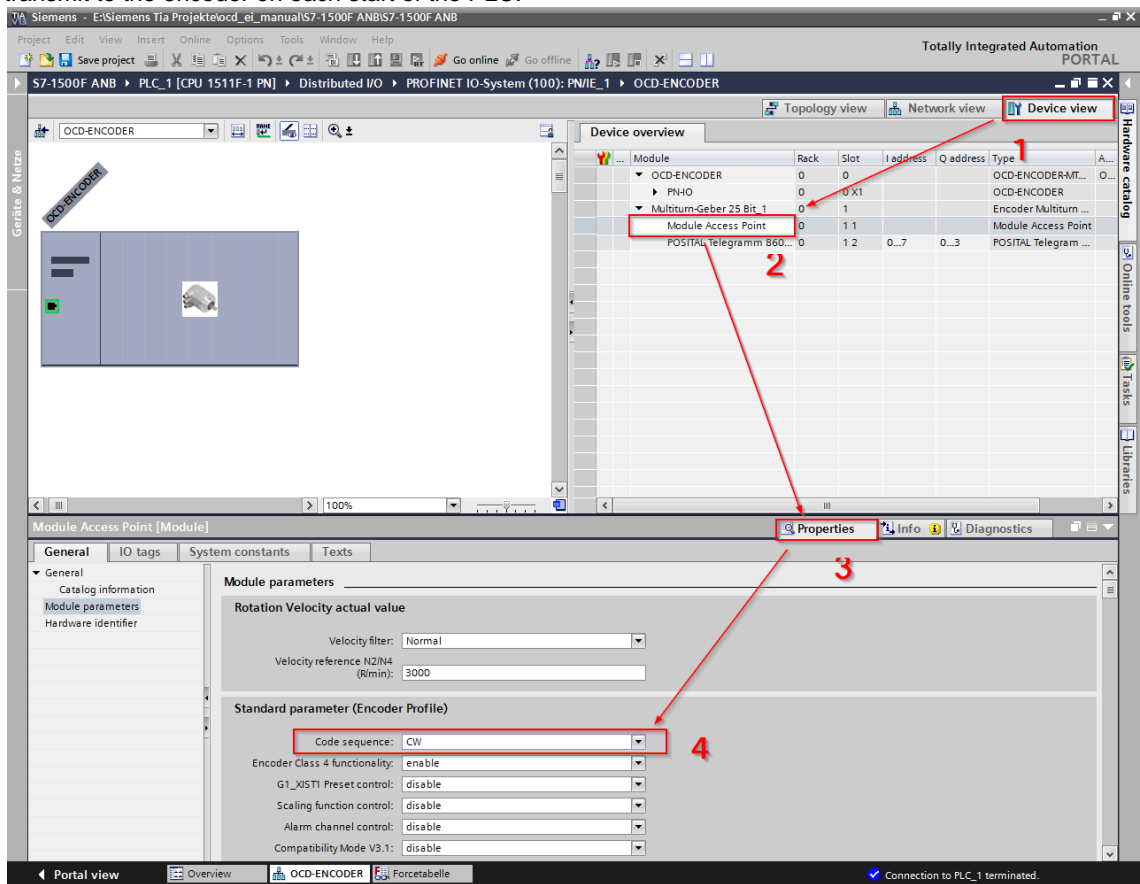 transmit to the encoder on each start of the PLC.
Siemens - E:\Siemens Tia Projekte\ocd_ei_manual\S7-1500F ANB\S7-1500F ANB
Project Edit View Insert Online Options Tools Window Help
Totally Integrated Automation
PORTAL
Save project Go online Go offline
S7-1500F ANB ▸ PLC_1 [CPU 1511F-1 PN] ▸ Distributed I/O ▸ PROFINET IO-System (100): PN/IE_1 ▸ OCD-ENCODER
Topology view Network view Device view
OCD-ENCODER
Device overview
1
... Module Rack Slot I address Q address Type A...
OCD-ENCODER 0 0 OCD-ENCODER-MT... O...
PN-IO 0 0 X1 OCD-ENCODER
Multiturn-Geber 25 Bit_1 0 1 Encoder Multiturn ...
Module Access Point 0 1 1 Module Access Point
POSITAL Telegramm 860... 0 1 2 0...7 0...3 POSITAL Telegram ...
2
OCD-ENCODER
Geräte & Netze
Hardware catalog
Online tools
Tasks
Libraries
100%
Module Access Point [Module]
Properties Info Diagnostics
3
General IO tags System constants Texts
General
Catalog information
Module parameters
Hardware identifier
Module parameters
Rotation Velocity actual value
Velocity filter: Normal
Velocity reference N2/N4
(R/min): 3000
Standard parameter (Encoder Profile)
Code sequence: CW
4
Encoder Class 4 functionality: enable
G1_XIST1 Preset control: disable
Scaling function control: disable
Alarm channel control: disable
Compatibility Mode V3.1: disable
Portal view Overview OCD-ENCODER Forcetabelle Connection to PLC_1 terminated.